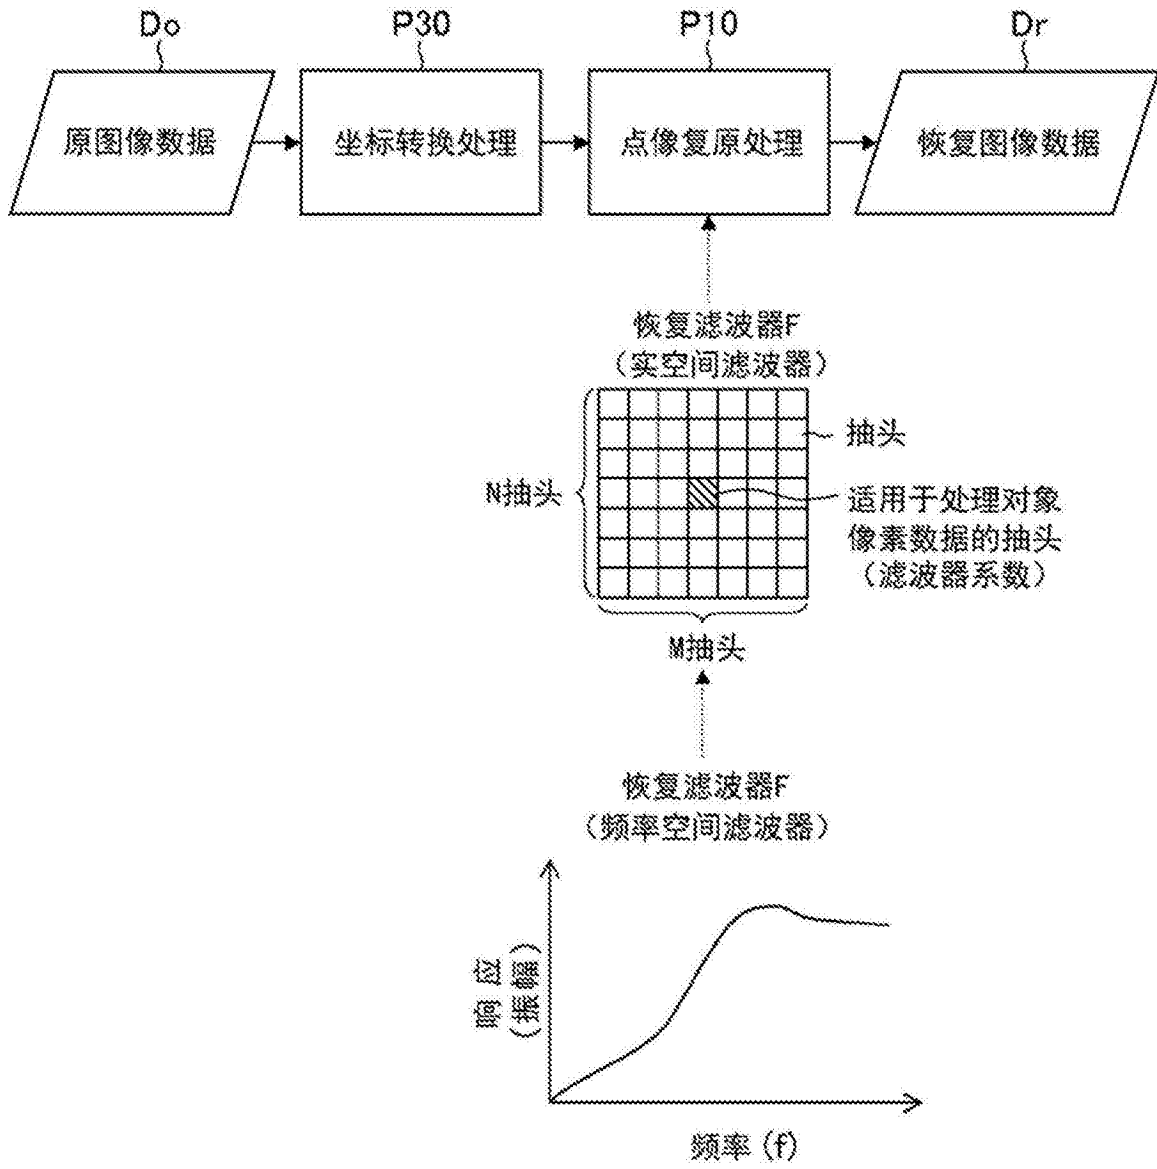 Do
P30
P10
Dr
原图像数据
坐标转换处理
点像复原处理
恢复图像数据
恢复滤波器F
(实空间滤波器)
抽头
N抽头
适用于处理对象
像素数据的抽头
(滤波器系数)
M抽头
恢复滤波器F
(频率空间滤波器)
响应
(振幅)
频率(f)